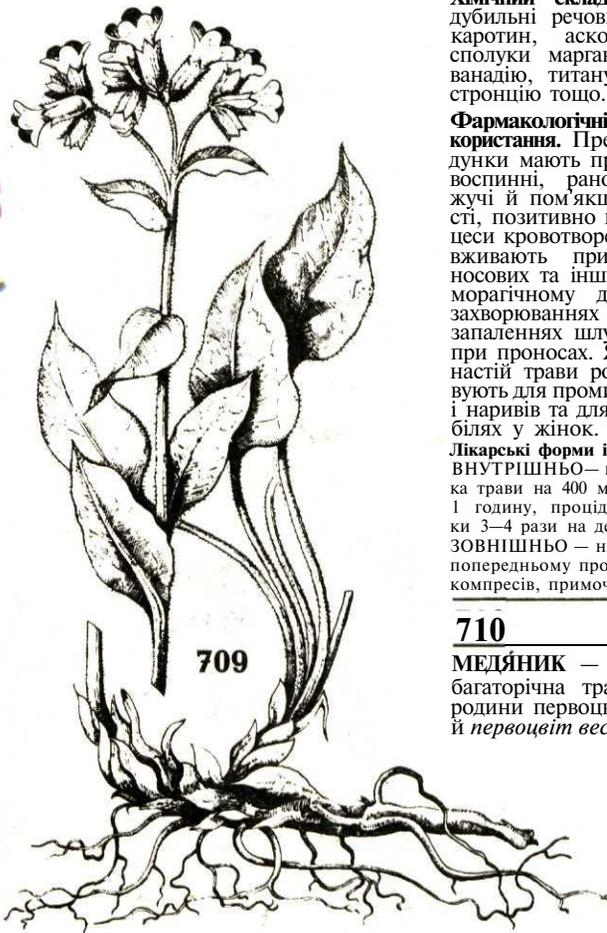 Хімічний склад
дубильні речов
каротин, аско
сполуки марган
ванадію, титану
стронцію тощо.
Фармакологічні
користання. Пре
дунки мають пр
воспинні, рано
жучі й пом'якш
сті, позитивно в
цеси кровотворе
вживають при
носових та інш
морагічному д
захворюваннях
запаленнях шлу
при проносах. Я
настій трави ро
вують для проми
і наривів та для
білях у жінок.
Лікарські форми і
ВНУТРІШНЬО—
ка трави на 400 м
1 годину, процід
ки 3—4 рази на де
ЗОВНІШНЬО — н
попередньому про
компресів, примоч
709
710
МЕДЯ́НИК —
багаторічна тра
родини первоцв
й первоцвіт вес